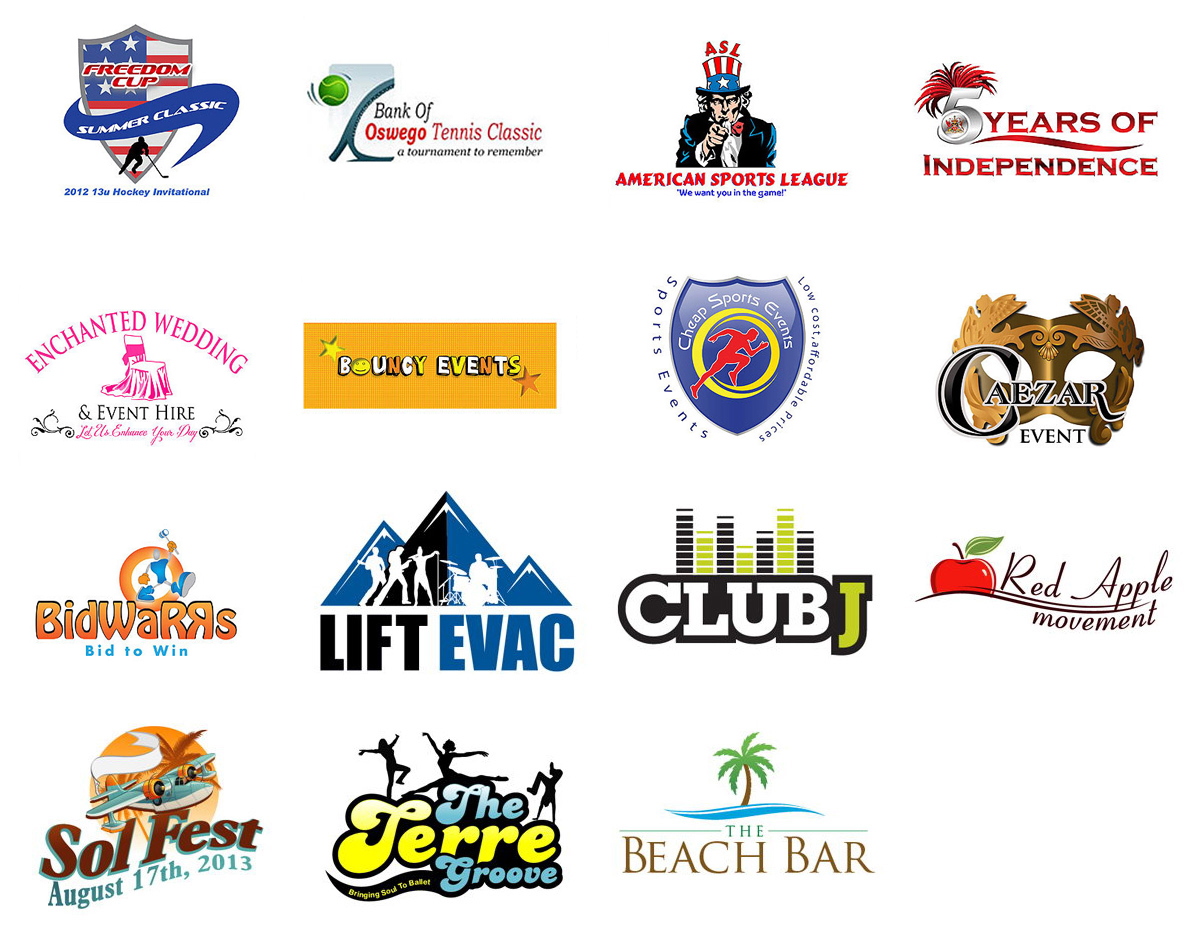 FREEDOM
CUP
SUMMER CLASSIC
2012 13u Hockey Invitational
Bank Of
Oswego Tennis Classic
a tournament to remember
ASL
AMERICAN SPORTS LEAGUE
"We want you in the game!"
5 YEARS OF
INDEPENDENCE
ENCHANTED WEDDING
& EVENT HIRE
Let Us Enhance Your Day
BOUNCY EVENTS
Sports Events
Cheap Sports Events
Low cost,affordable prices
CAEZAR
EVENT
BidWaRЯs
Bid to Win
LIFT EVAC
CLUBJ
Red Apple
movement
Sol Fest
August 17th, 2013
The
Terre
Groove
Bringing Soul To Ballet
THE
BEACH BAR